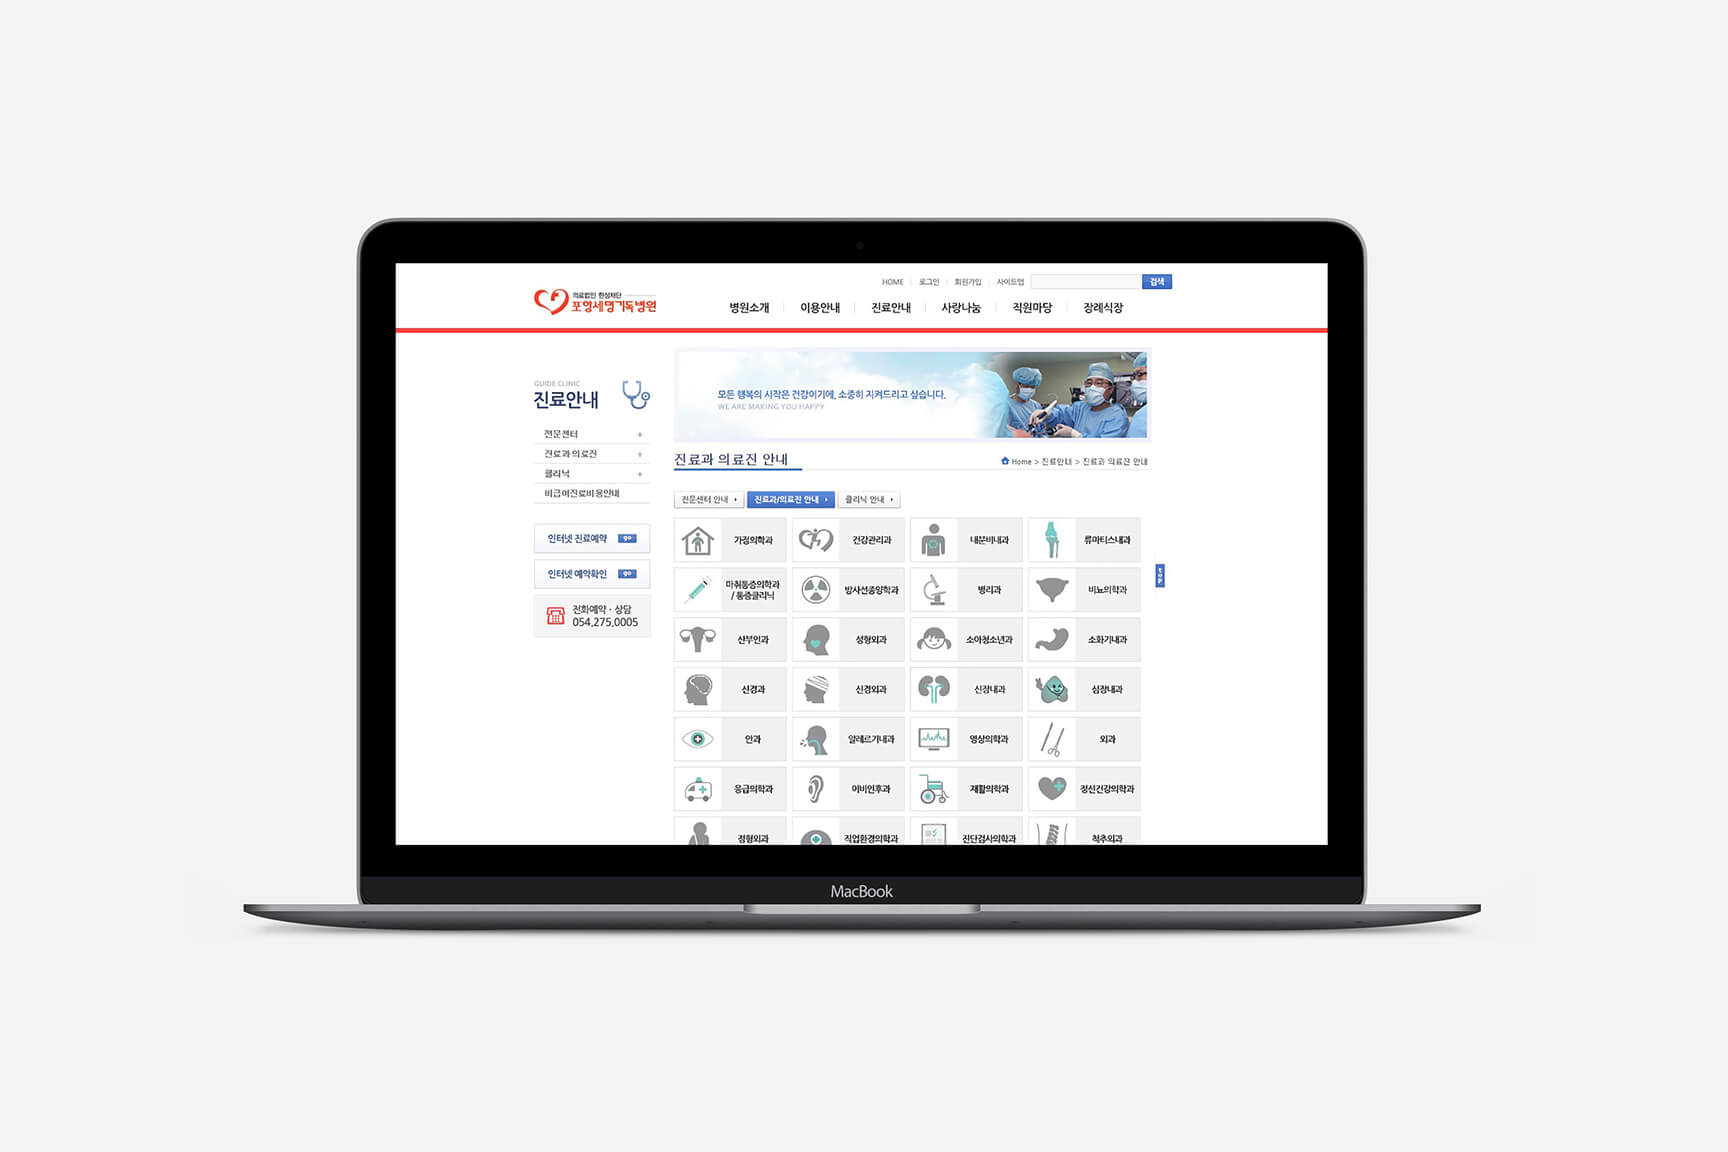 HOME 로그인 회원가입 사이트맵 검색
의료법인 한성재단
포항세명기독병원
병원소개 이용안내 진료안내 사랑나눔 직원마당 장례식장
GUIDE CLINIC
진료안내
전문센터 +
진료과 의료진 +
클리닉 +
비급여진료비용안내
인터넷 진료예약 go
인터넷 예약확인 go
전화예약 · 상담
054.275.0005
모든 행복의 시작은 건강이기에, 소중히 지켜드리고 싶습니다.
WE ARE MAKING YOU HAPPY
진료과 의료진 안내
Home > 진료안내 > 진료과 의료진 안내
전문센터 안내 진료과/의료진 안내 클리닉 안내
가정의학과 건강관리과 내분비내과 류마티스내과
마취통증의학과
/ 통증클리닉
방사선종양학과 병리과 비뇨의학과
산부인과 성형외과 소아청소년과 소화기내과
신경과 신경외과 신장내과 심장내과
안과 알레르기내과 영상의학과 외과
응급의학과 이비인후과 재활의학과 정신건강의학과
정형외과 직업환경의학과 진단검사의학과 척추외과
top
MacBook